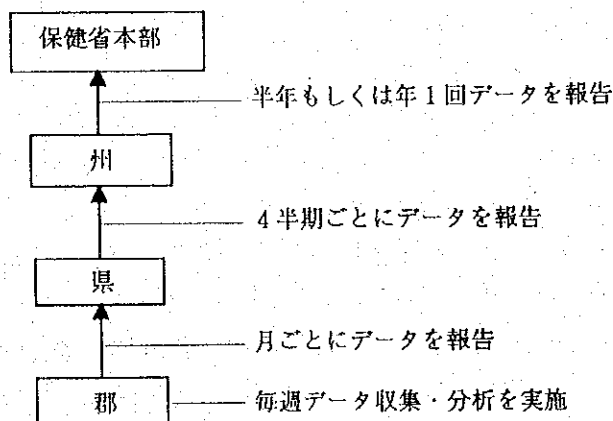 保健省本部
半年もしくは年1回データを報告
州
4半期ごとにデータを報告
県
月ごとにデータを報告
郡
毎週データ収集・分析を実施